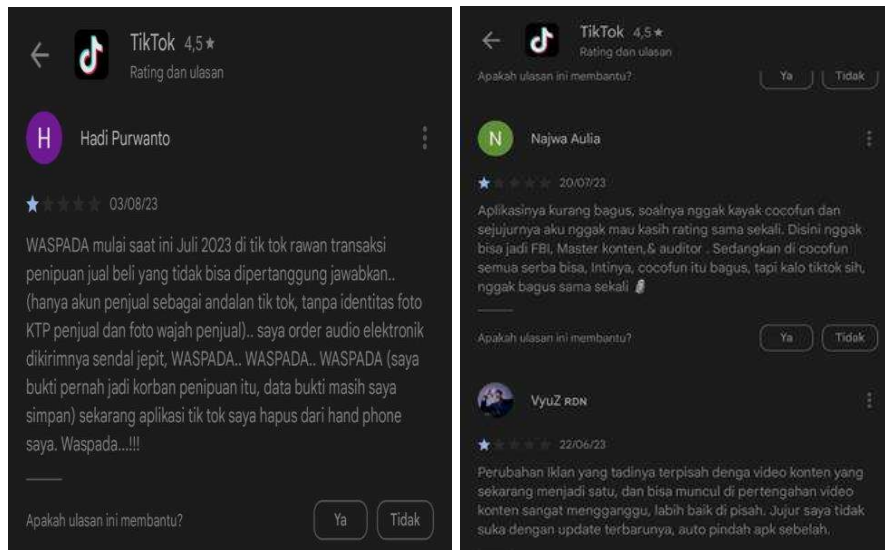 TikTok 4,5★
Rating dan ulasan
H
Hadi Purwanto
03/08/23
WASPADA mulai saat ini Juli 2023 di tik tok rawan transaksi
penipuan jual beli yang tidak bisa dipertanggung jawabkan..
(hanya akun penjual sebagai andalan tik tok, tanpa identitas foto
KTP penjual dan foto wajah penjual).. saya order audio elektronik
dikirimnya sendal jepit, WASPADA.. WASPADA.. WASPADA (saya
bukti pernah jadi korban penipuan itu, data bukti masih saya
simpan) sekarang aplikasi tik tok saya hapus dari hand phone
saya. Waspada...!!!
Apakah ulasan ini membantu?
Ya
Tidak
TikTok 4,5★
Rating dan ulasan
Apakah ulasan ini membantu?
Ya
Tidak
N
Najwa Aulia
20/07/23
Aplikasinya kurang bagus, soalnya nggak kayak cocofun dan
sejujurnya aku nggak mau kasih rating sama sekali. Disini nggak
bisa jadi FBI, Master konten,& auditor . Sedangkan di cocofun
semua serba bisa, Intinya, cocofun itu bagus, tapi kalo tiktok sih,
nggak bagus sama sekali 🗿
Apakah ulasan ini membantu?
Ya
Tidak
VyuZ RDN
22/06/23
Perubahan Iklan yang tadinya terpisah denga video konten yang
sekarang menjadi satu, dan bisa muncul di pertengahan video
konten sangat mengganggu, labih baik di pisah. Jujur saya tidak
suka dengan update terbarunya, auto pindah apk sebelah.